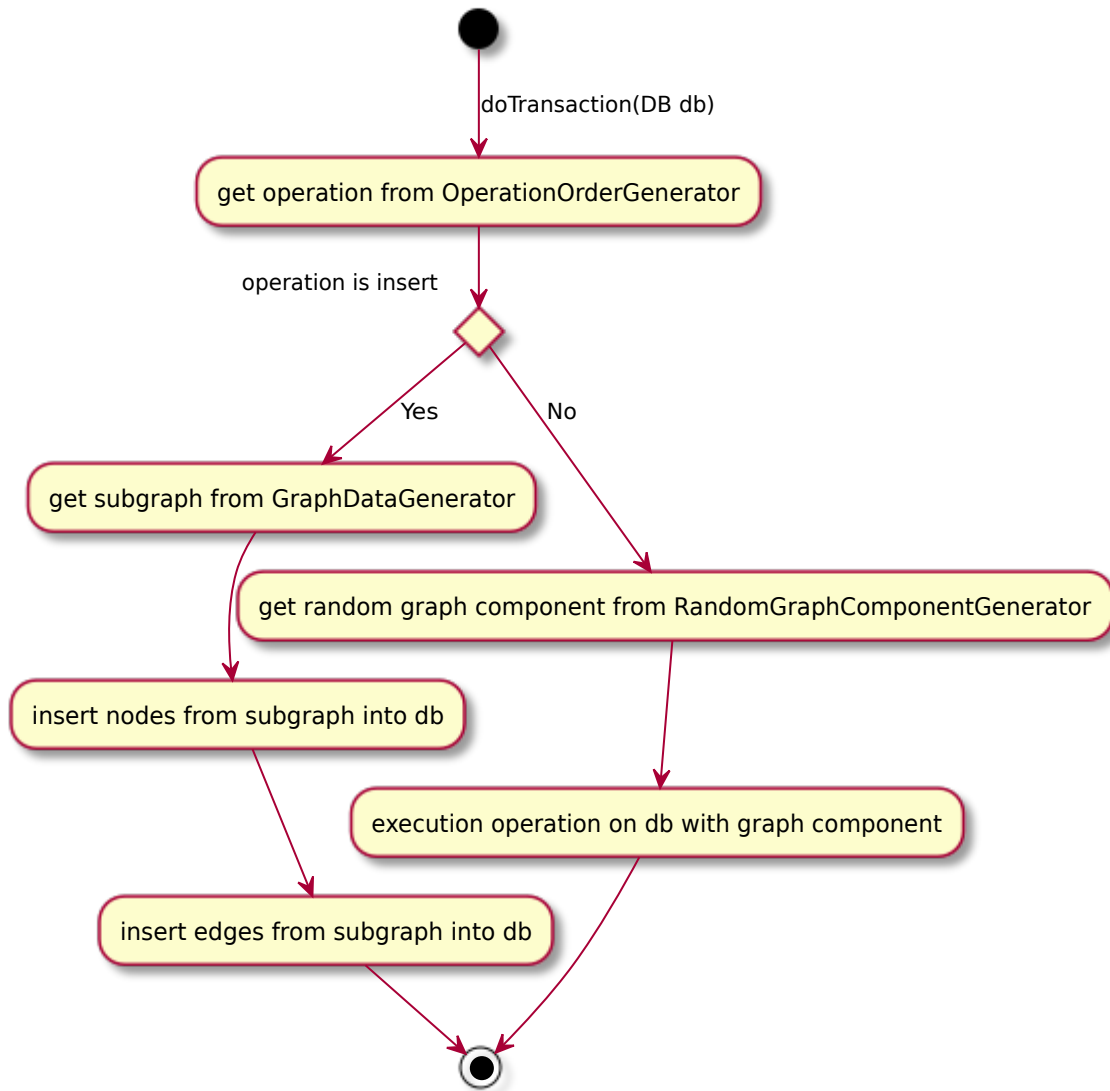 doTransaction(DB db)
get operation from OperationOrderGenerator
operation is insert
Yes
No
get subgraph from GraphDataGenerator
get random graph component from RandomGraphComponentGenerator
insert nodes from subgraph into db
execution operation on db with graph component
insert edges from subgraph into db